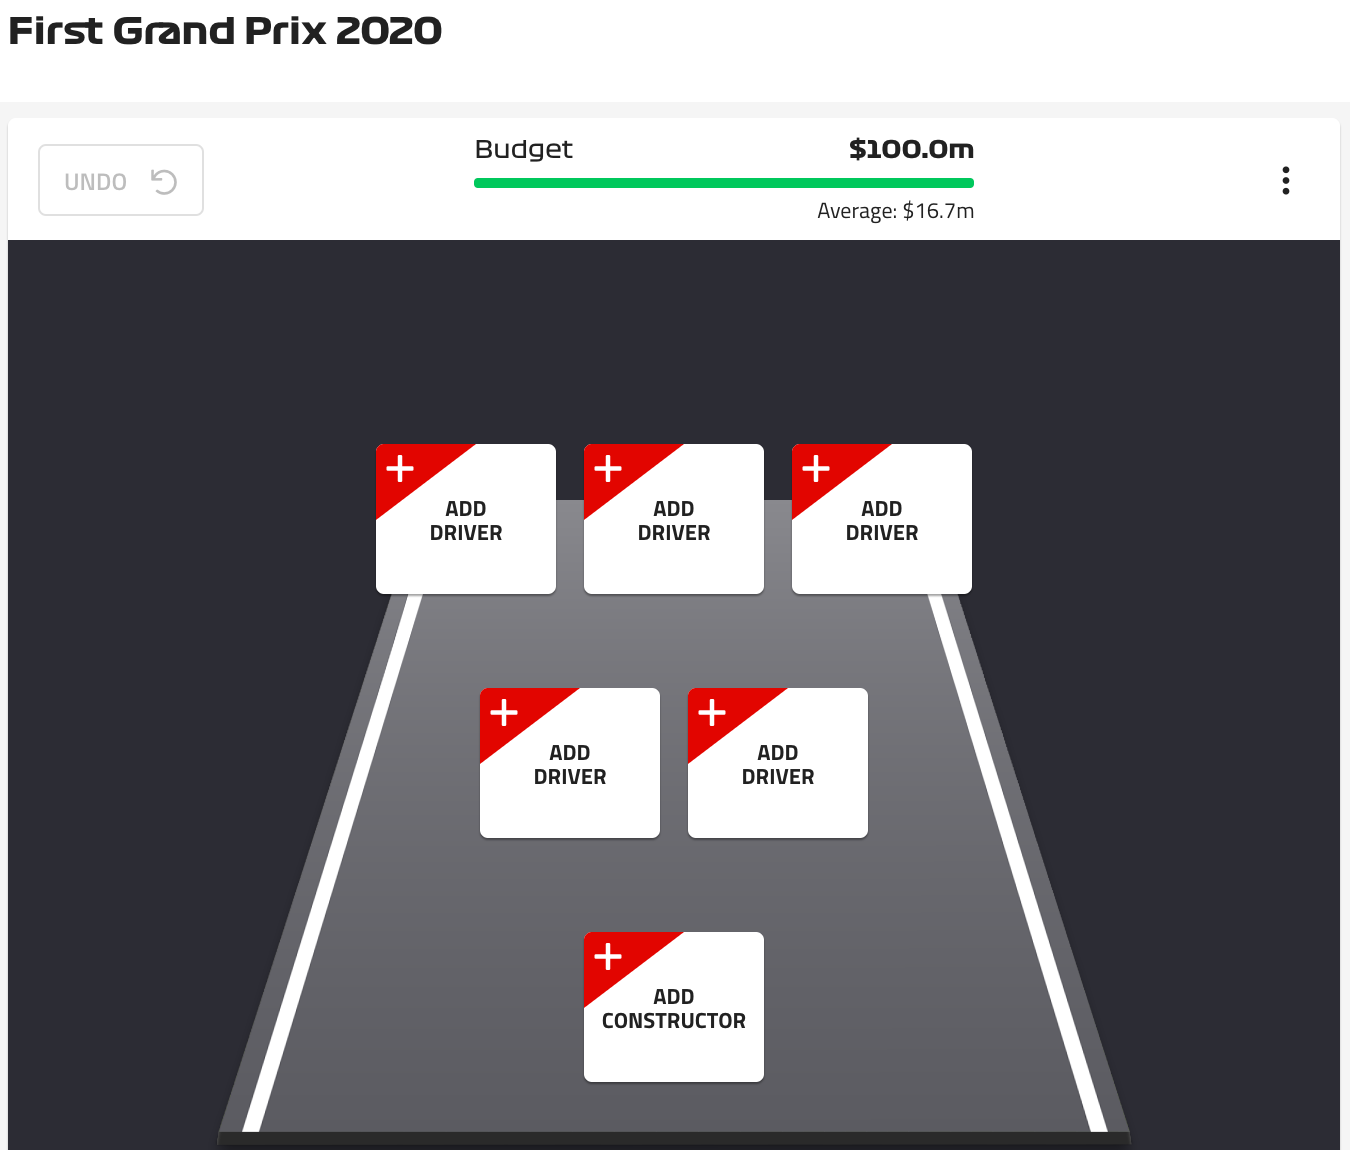 First Grand Prix 2020
UNDO
Budget $100.0m
Average: $16.7m
ADD
DRIVER
ADD
DRIVER
ADD
DRIVER
ADD
DRIVER
ADD
DRIVER
ADD
CONSTRUCTOR